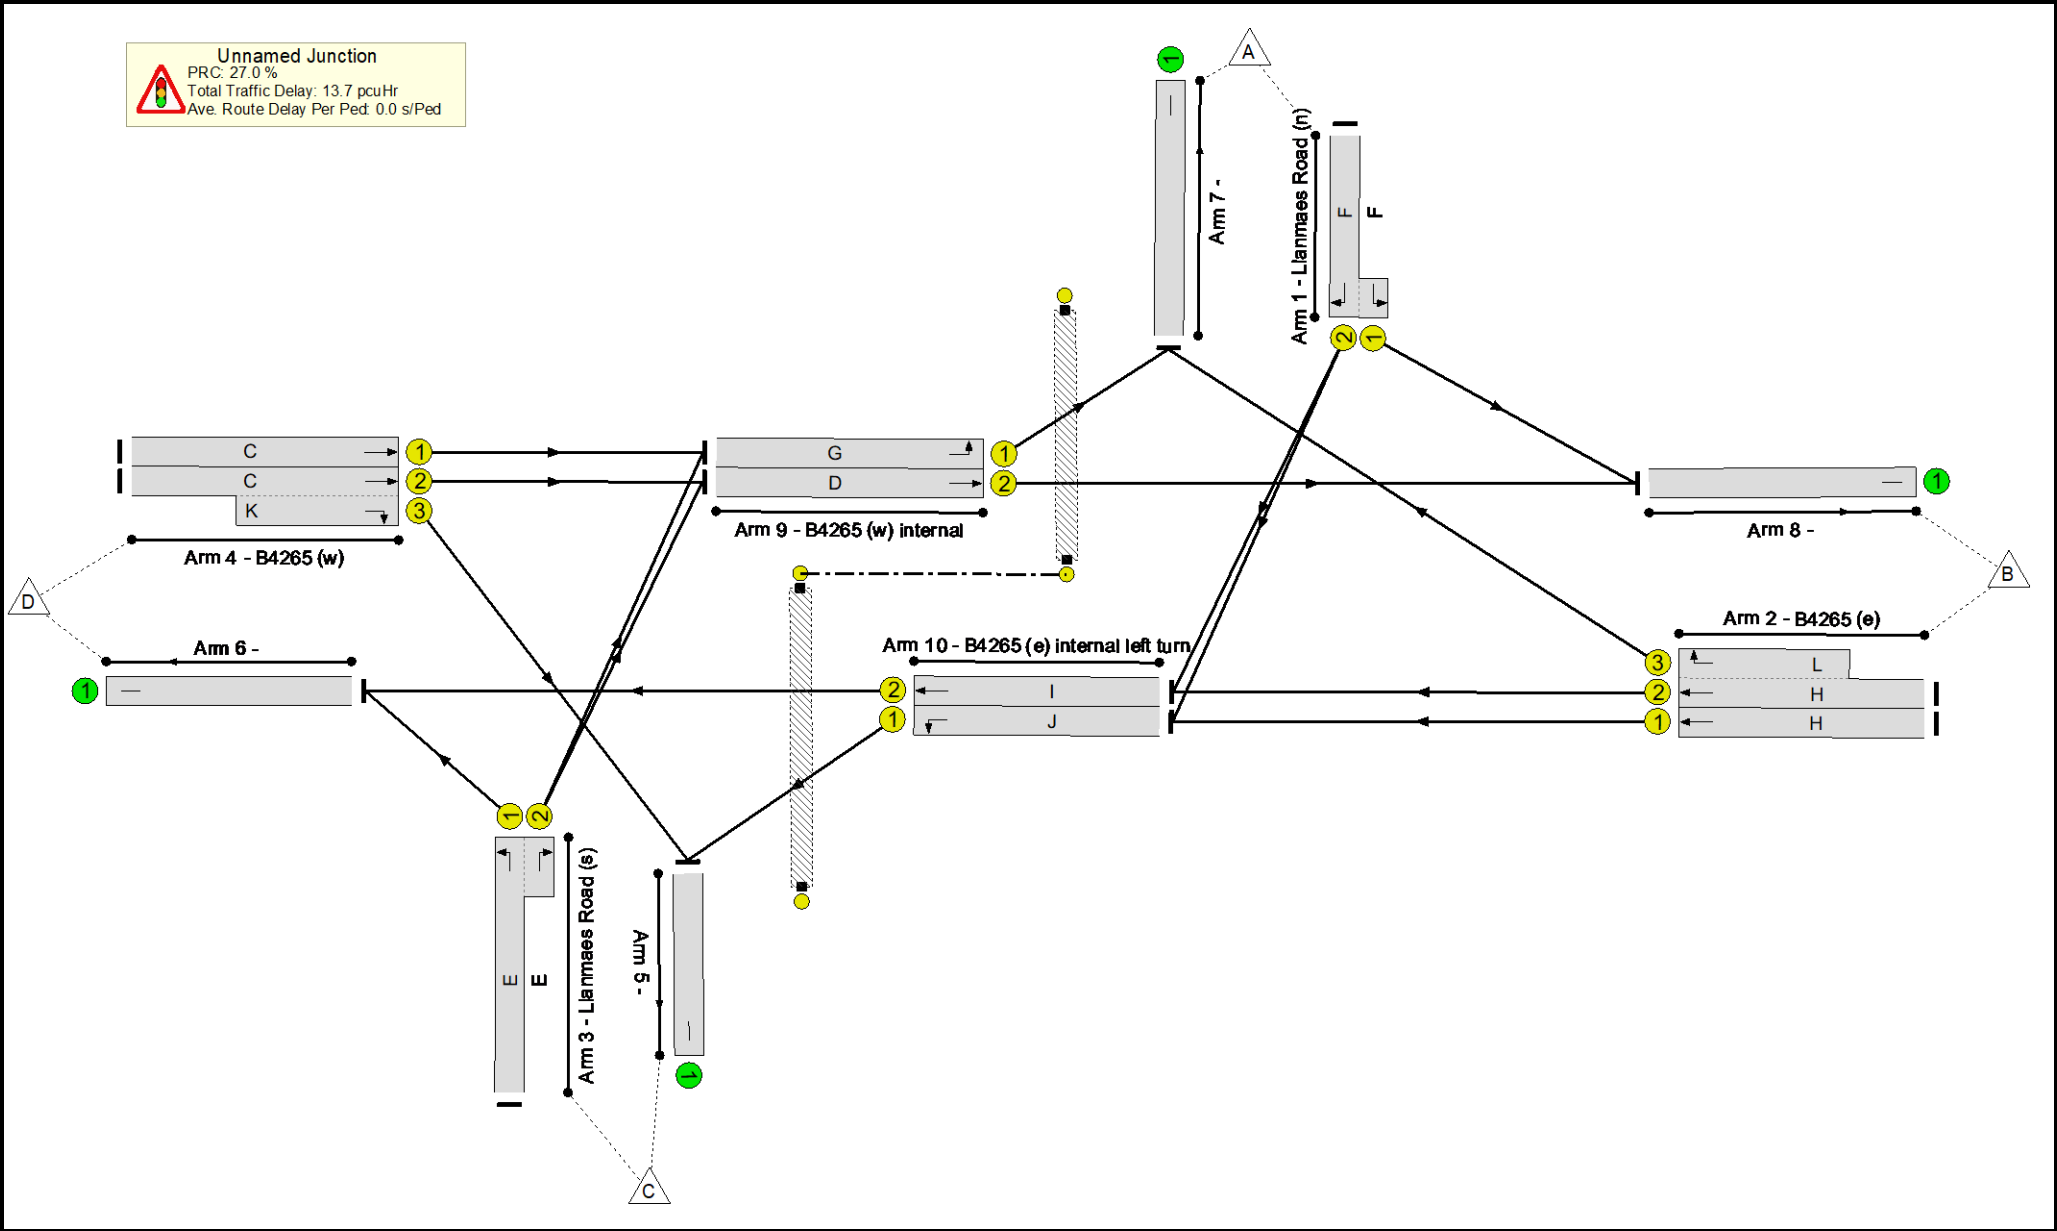 Unnamed Junction
PRC: 27.0 %
Total Traffic Delay: 13.7 pcuHr
Ave. Route Delay Per Ped: 0.0 s/Ped
A
1
Arm 7 -
Arm 1 - Llanmaes Road (n)
F
F
2
1
C
1
C
2
K
3
Arm 4 - B4265 (w)
G
1
D
2
Arm 9 - B4265 (w) internal
1
Arm 8 -
B
D
Arm 6 -
1
Arm 10 - B4265 (e) internal left turn
2
I
1
J
Arm 2 - B4265 (e)
3
L
2
H
1
H
1
2
E
E
Arm 3 - Llanmaes Road (s)
Arm 5 -
1
C